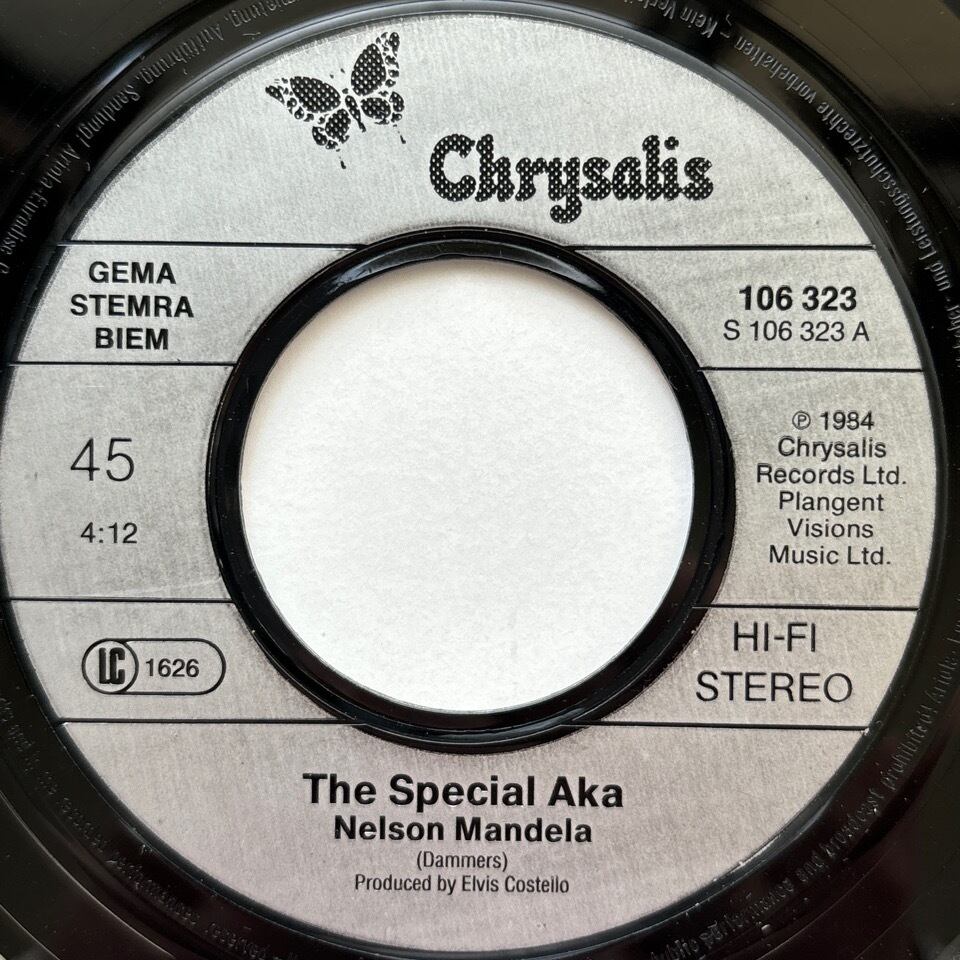 Chrysalis
GEMA
STEMRA
BIEM
106 323
S 106 323 A
45
4:12
℗ 1984
Chrysalis
Records Ltd.
Plangent
Visions
Music Ltd.
LC 1626
HI-FI
STEREO
The Special Aka
Nelson Mandela
(Dammers)
Produced by Elvis Costello